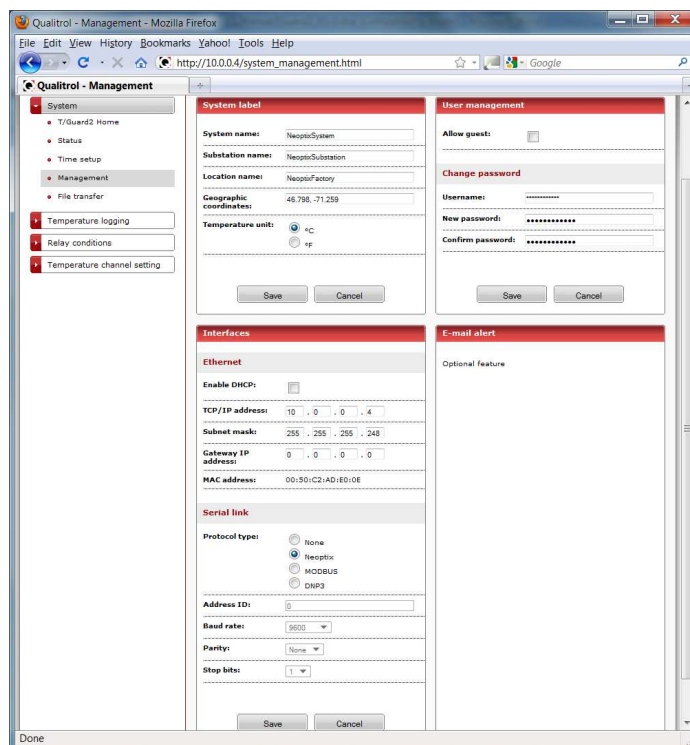 Qualitrol - Management - Mozilla Firefox
File Edit View History Bookmarks Yahoo! Tools Help
http://10.0.0.4/system_management.html
Google
Qualitrol - Management
System
T/Guard2 Home
Status
Time setup
Management
File transfer
Temperature logging
Relay conditions
Temperature channel setting
System label
System name: NeoptixSystem
Substation name: NeoptixSubstation
Location name: NeoptixFactory
Geographic
coordinates: 46.798, -71.259
Temperature unit: °C
°F
Save Cancel
User management
Allow guest:
Change password
Username: ••••••••••••
New password: ••••••••••••
Confirm password: ••••••••••••
Save Cancel
Interfaces
Ethernet
Enable DHCP:
TCP/IP address: 10 . 0 . 0 . 4
Subnet mask: 255 . 255 . 255 . 248
Gateway IP
address: 0 . 0 . 0 . 0
MAC address: 00:50:C2:AD:E0:0E
Serial link
Protocol type: None
Neoptix
MODBUS
DNP3
Address ID: 0
Baud rate: 9600
Parity: None
Stop bits: 1
Save Cancel
E-mail alert
Optional feature
Done